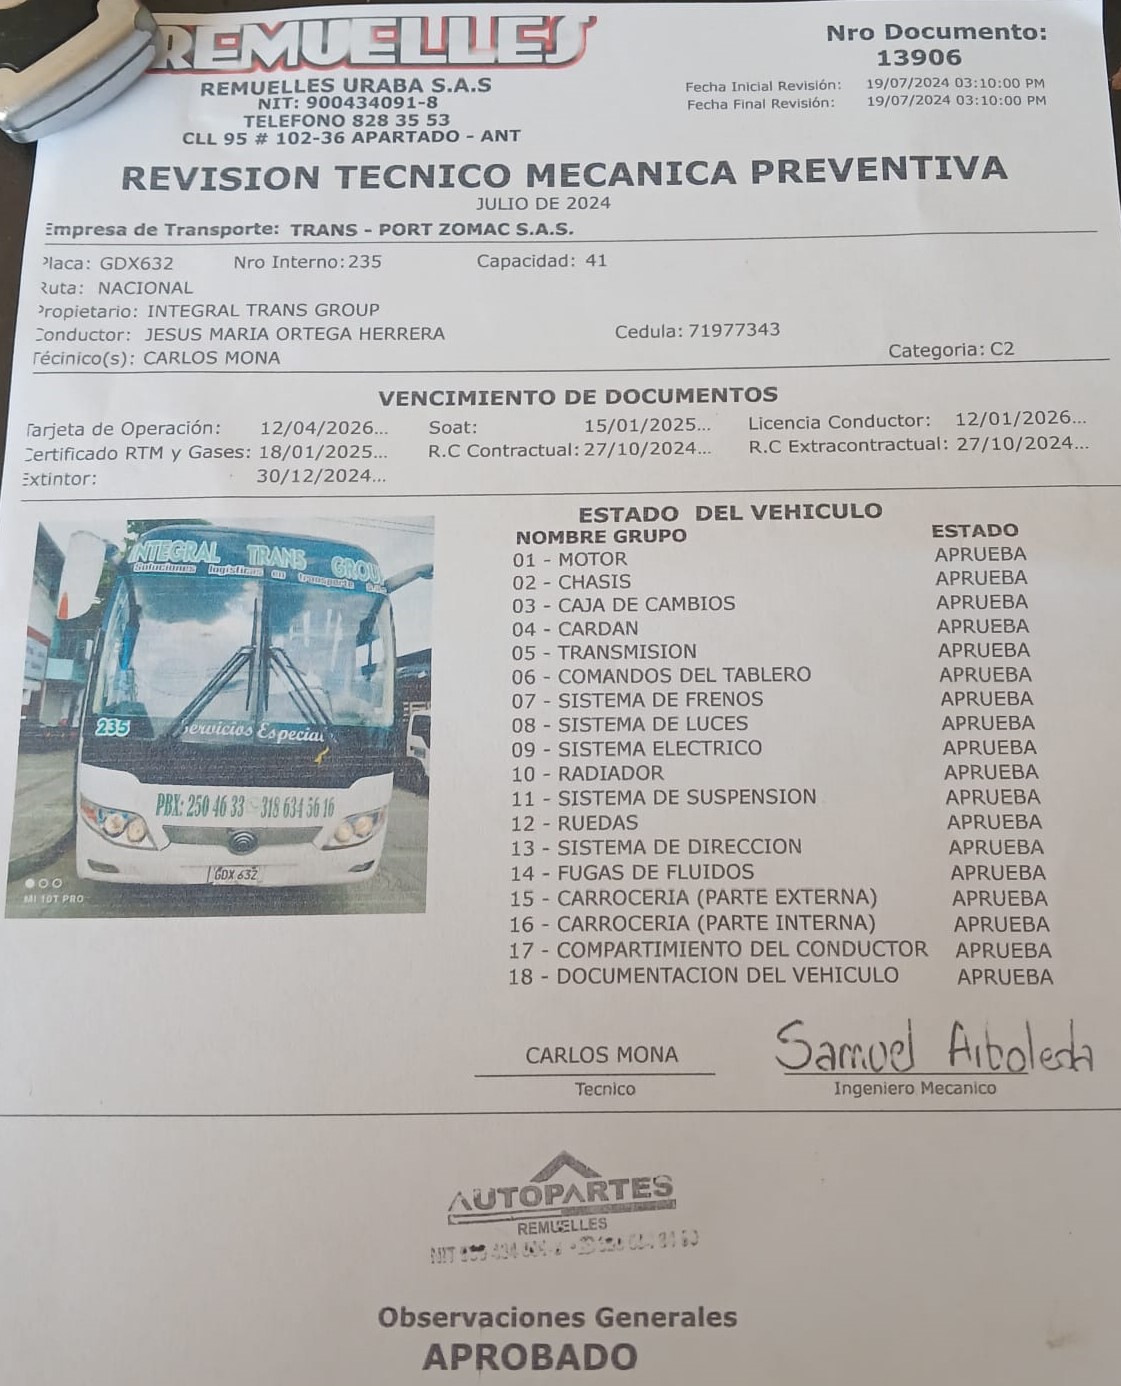 REMUELLES
REMUELLES URABA S.A.S
NIT: 900434091-8
TELEFONO 828 35 53
CLL 95 # 102-36 APARTADO - ANT
Nro Documento:
13906
Fecha Inicial Revisión: 19/07/2024 03:10:00 PM
Fecha Final Revisión: 19/07/2024 03:10:00 PM
REVISION TECNICO MECANICA PREVENTIVA
JULIO DE 2024
Empresa de Transporte: TRANS - PORT ZOMAC S.A.S.
Placa: GDX632 Nro Interno: 235 Capacidad: 41
Ruta: NACIONAL
Propietario: INTEGRAL TRANS GROUP
Conductor: JESUS MARIA ORTEGA HERRERA Cedula: 71977343
Técinico(s): CARLOS MONA Categoria: C2
VENCIMIENTO DE DOCUMENTOS
Tarjeta de Operación: 12/04/2026... Soat: 15/01/2025... Licencia Conductor: 12/01/2026...
Certificado RTM y Gases: 18/01/2025... R.C Contractual: 27/10/2024... R.C Extracontractual: 27/10/2024...
Extintor: 30/12/2024...
INTEGRAL TRANS GROU
Soluciones logísticas en transporte
235
Servicios Especial
PBX: 250 46 33 - 318 634 56 16
GDX 632
MI 10T PRO
ESTADO DEL VEHICULO
NOMBRE GRUPO ESTADO
01 - MOTOR APRUEBA
02 - CHASIS APRUEBA
03 - CAJA DE CAMBIOS APRUEBA
04 - CARDAN APRUEBA
05 - TRANSMISION APRUEBA
06 - COMANDOS DEL TABLERO APRUEBA
07 - SISTEMA DE FRENOS APRUEBA
08 - SISTEMA DE LUCES APRUEBA
09 - SISTEMA ELECTRICO APRUEBA
10 - RADIADOR APRUEBA
11 - SISTEMA DE SUSPENSION APRUEBA
12 - RUEDAS APRUEBA
13 - SISTEMA DE DIRECCION APRUEBA
14 - FUGAS DE FLUIDOS APRUEBA
15 - CARROCERIA (PARTE EXTERNA) APRUEBA
16 - CARROCERIA (PARTE INTERNA) APRUEBA
17 - COMPARTIMIENTO DEL CONDUCTOR APRUEBA
18 - DOCUMENTACION DEL VEHICULO APRUEBA
CARLOS MONA Samuel Arboleda
Tecnico Ingeniero Mecanico
AUTOPARTES
REMUELLES
NIT
Observaciones Generales
APROBADO